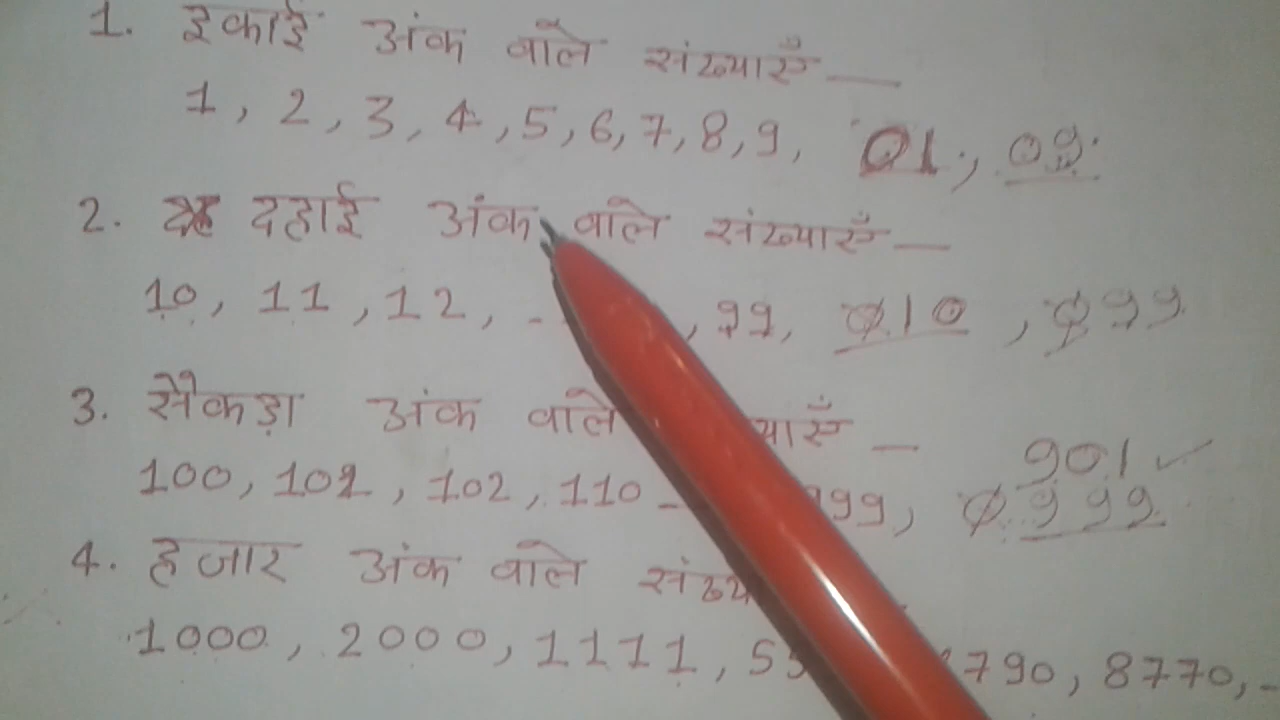 1. इकाई अंक वाले संख्याएँ —
1, 2, 3, 4, 5, 6, 7, 8, 9, 01, 09
2. दहाई अंक वाले संख्याएँ —
10, 11, 12, - , 99, 010, 099
3. सैकड़ा अंक वाले —
901 ✓
100, 101, 102, 110 - 999, 0999
4. हजार अंक वाले
1000, 2000, 1111, 790, 8770, -